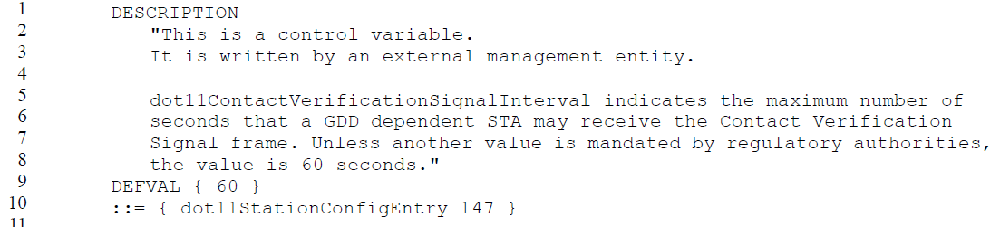 1 DESCRIPTION
2 "This is a control variable.
3 It is written by an external management entity.
4
5 dot11ContactVerificationSignalInterval indicates the maximum number of
6 seconds that a GDD dependent STA may receive the Contact Verification
7 Signal frame. Unless another value is mandated by regulatory authorities,
8 the value is 60 seconds."
9 DEFVAL { 60 }
10 ::= { dot11StationConfigEntry 147 }
11